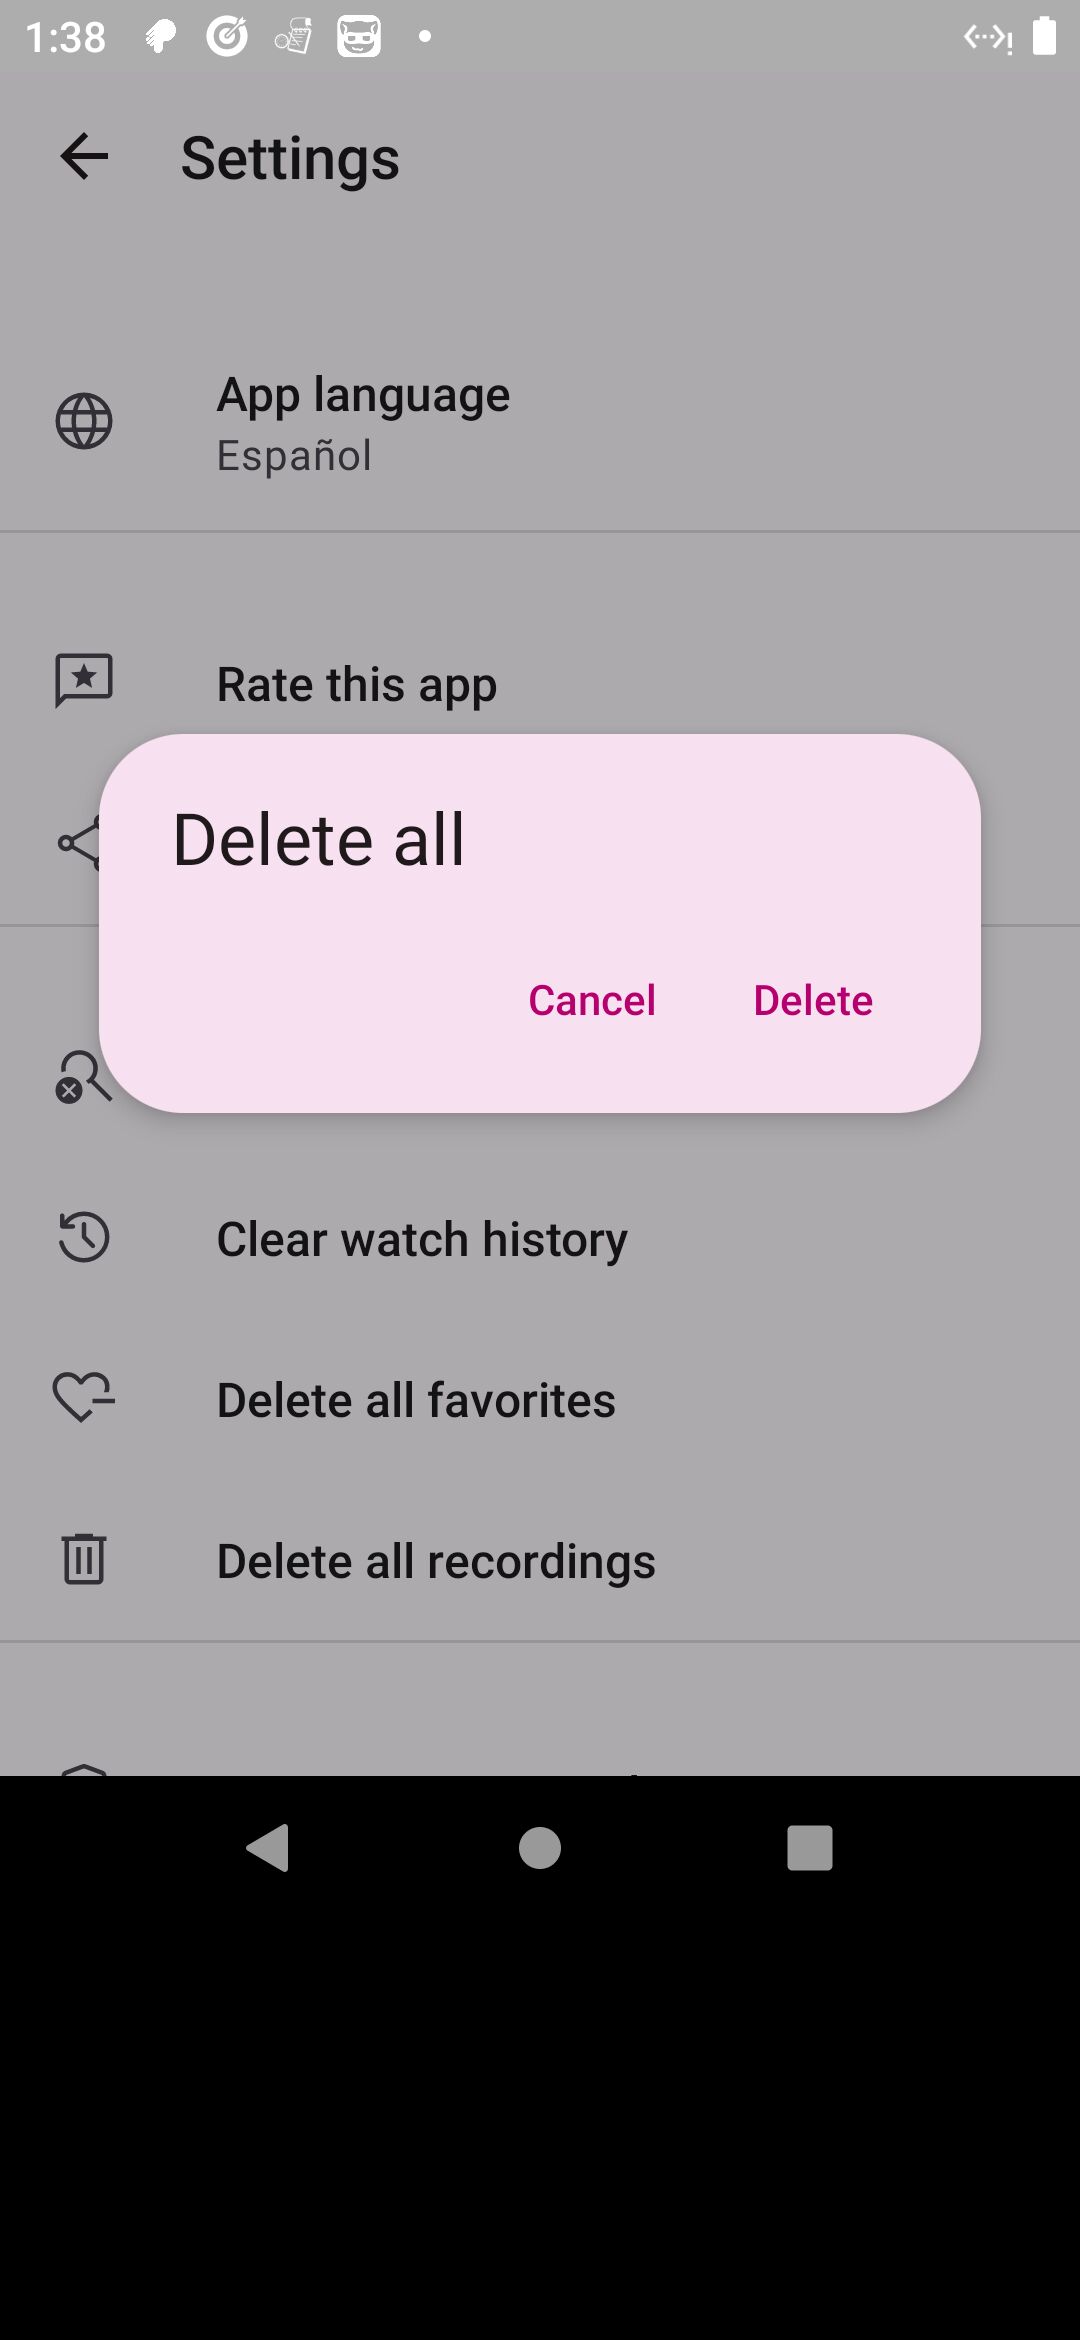 1:38
Settings
App language
Español
Rate this app
Delete all
Cancel Delete
Clear watch history
Delete all favorites
Delete all recordings